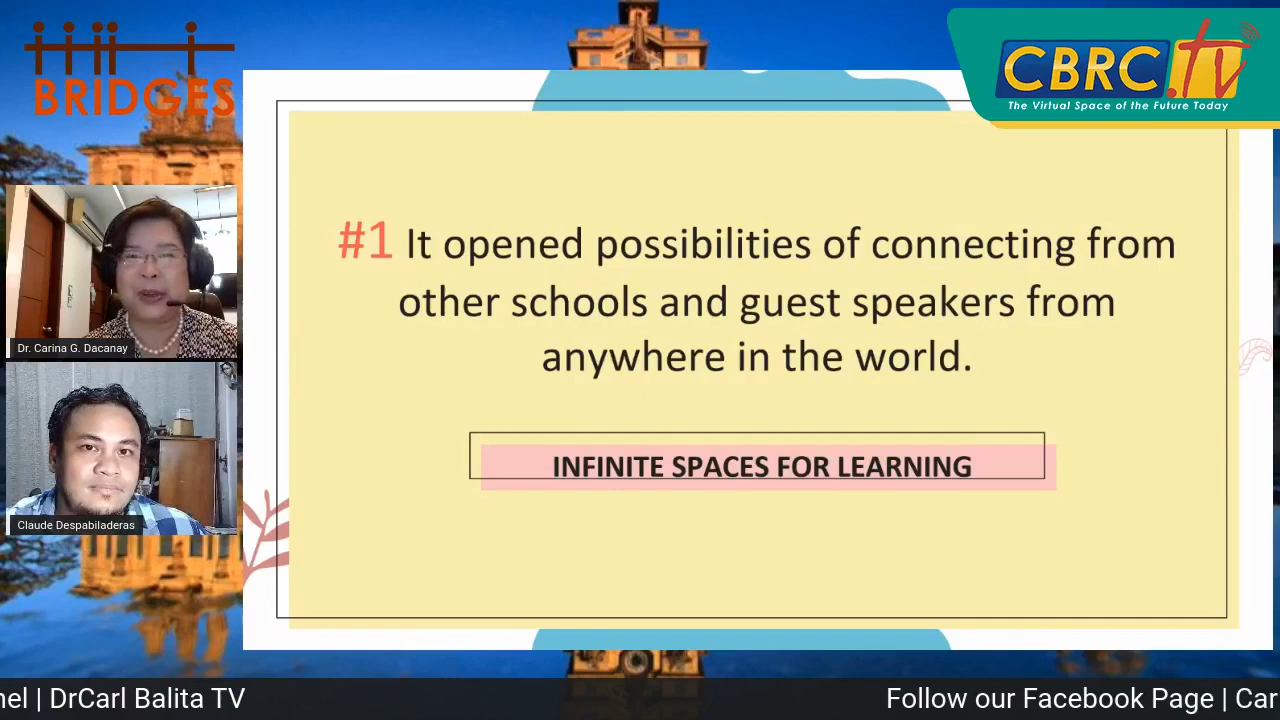 BRIDGES
CBRC.tv
The Virtual Space of the Future Today
#1 It opened possibilities of connecting from
other schools and guest speakers from
anywhere in the world.
INFINITE SPACES FOR LEARNING
Dr. Carina G. Dacanay
Claude Despabiladeras
nel | DrCarl Balita TV
Follow our Facebook Page | Car